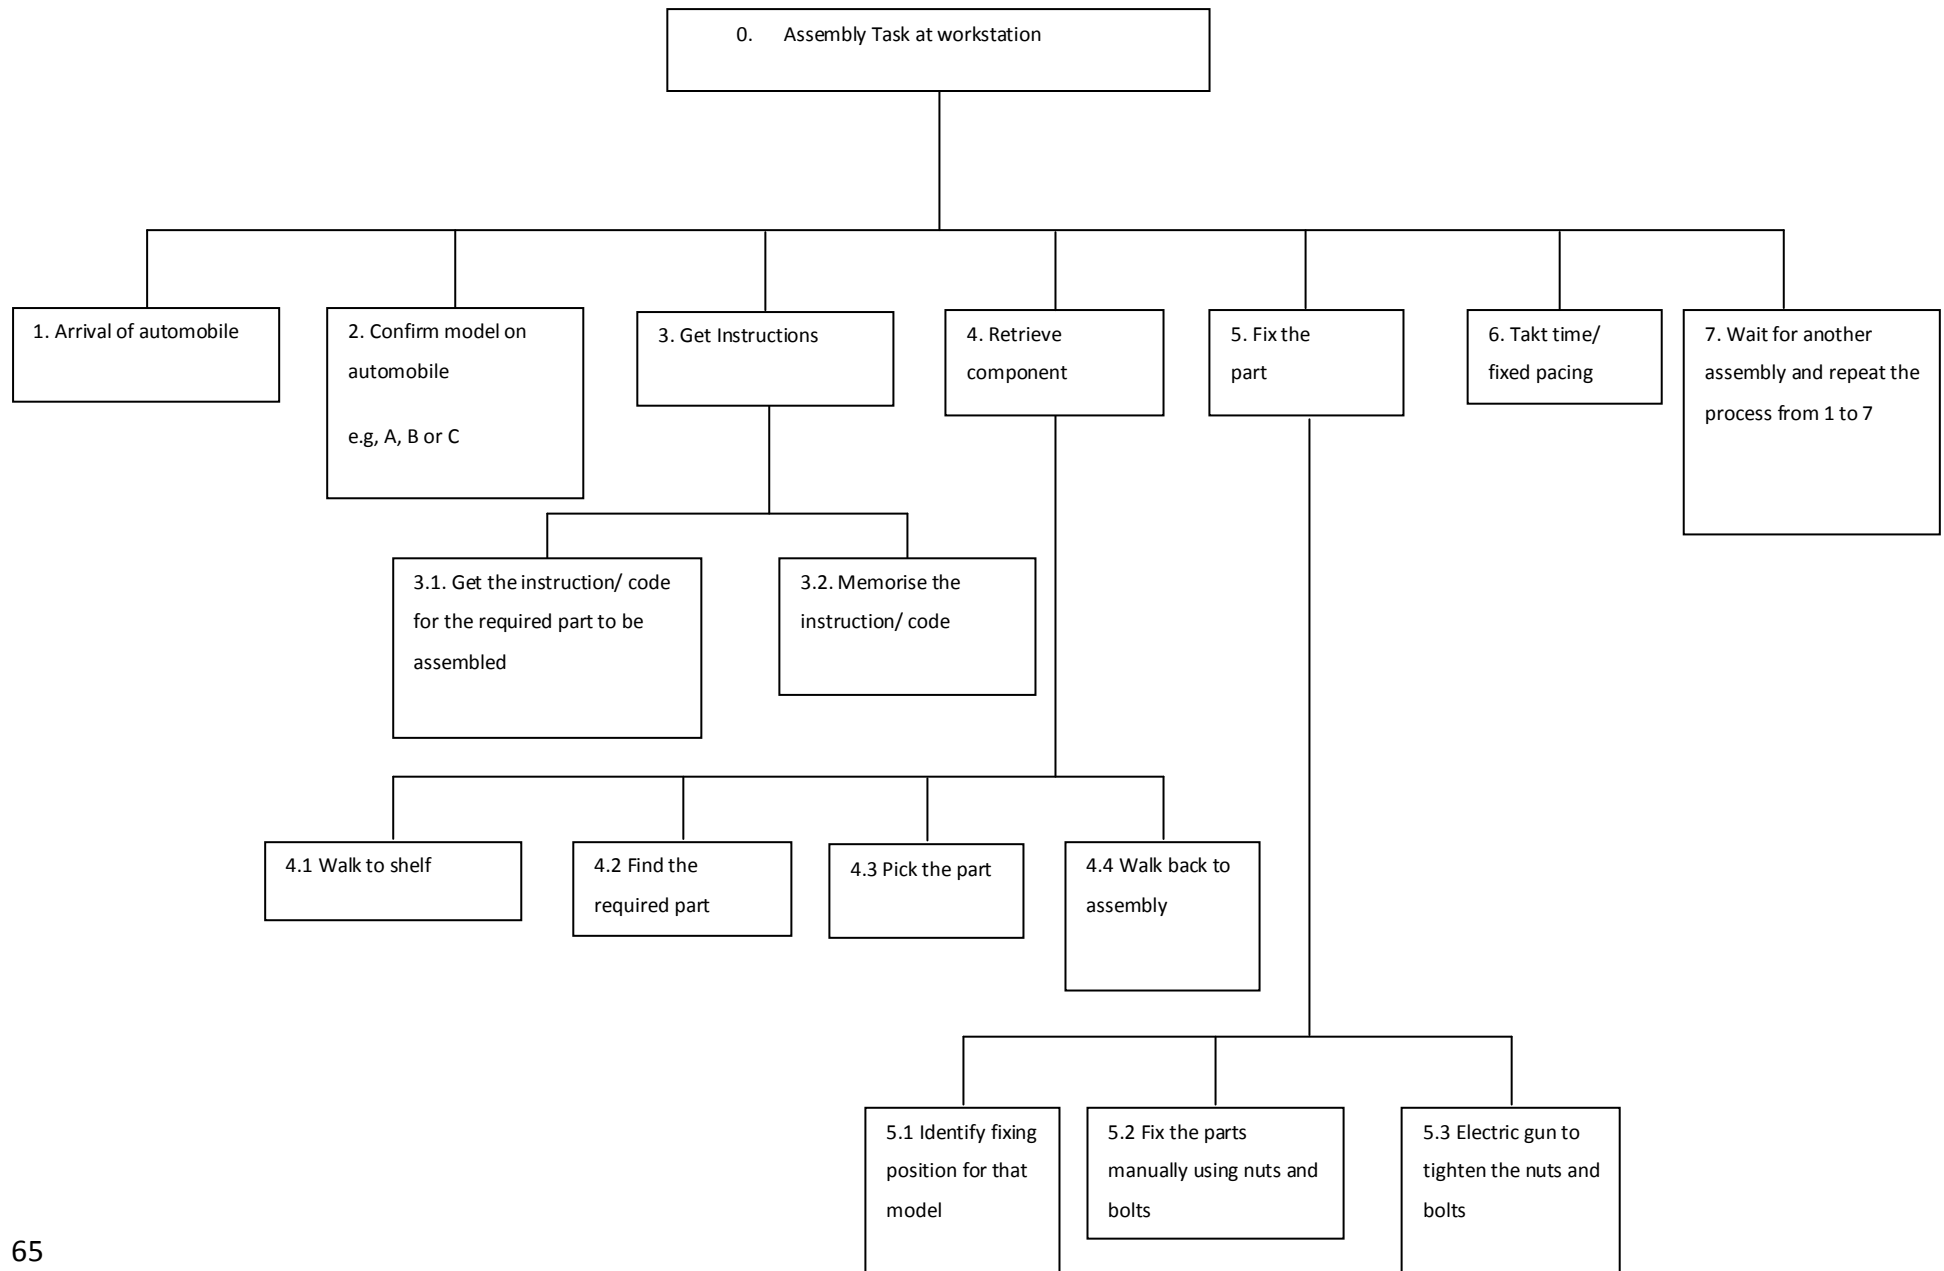 0. Assembly Task at workstation
1. Arrival of automobile
2. Confirm model on
automobile
e.g, A, B or C
3. Get Instructions
4. Retrieve
component
5. Fix the
part
6. Takt time/
fixed pacing
7. Wait for another
assembly and repeat the
process from 1 to 7
3.1. Get the instruction/ code
for the required part to be
assembled
3.2. Memorise the
instruction/ code
4.1 Walk to shelf
4.2 Find the
required part
4.3 Pick the part
4.4 Walk back to
assembly
5.1 Identify fixing
position for that
model
5.2 Fix the parts
manually using nuts and
bolts
5.3 Electric gun to
tighten the nuts and
bolts
65